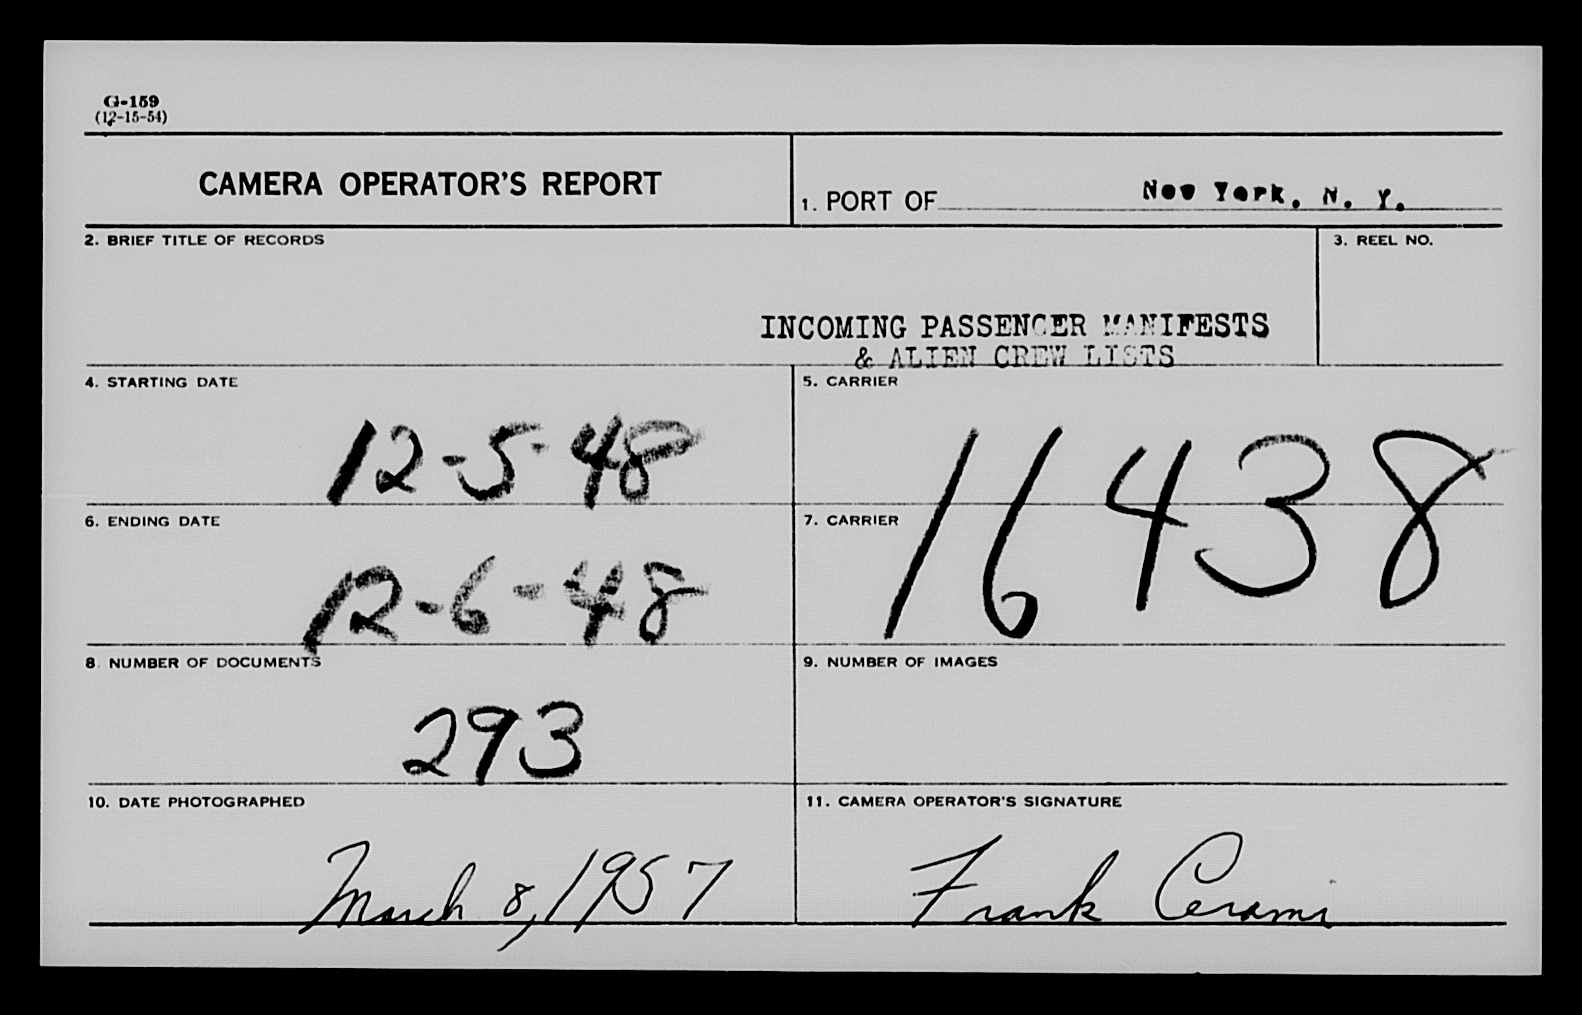 G-159
(12-15-54)
CAMERA OPERATOR'S REPORT
1. PORT OF New York, N. Y.
2. BRIEF TITLE OF RECORDS
3. REEL NO.
INCOMING PASSENGER MANIFESTS
& ALIEN CREW LISTS
4. STARTING DATE
12-5-48
5. CARRIER
16438
6. ENDING DATE
12-6-48
7. CARRIER
8. NUMBER OF DOCUMENTS
293
9. NUMBER OF IMAGES
10. DATE PHOTOGRAPHED
March 8, 1957
11. CAMERA OPERATOR'S SIGNATURE
Frank Cerami